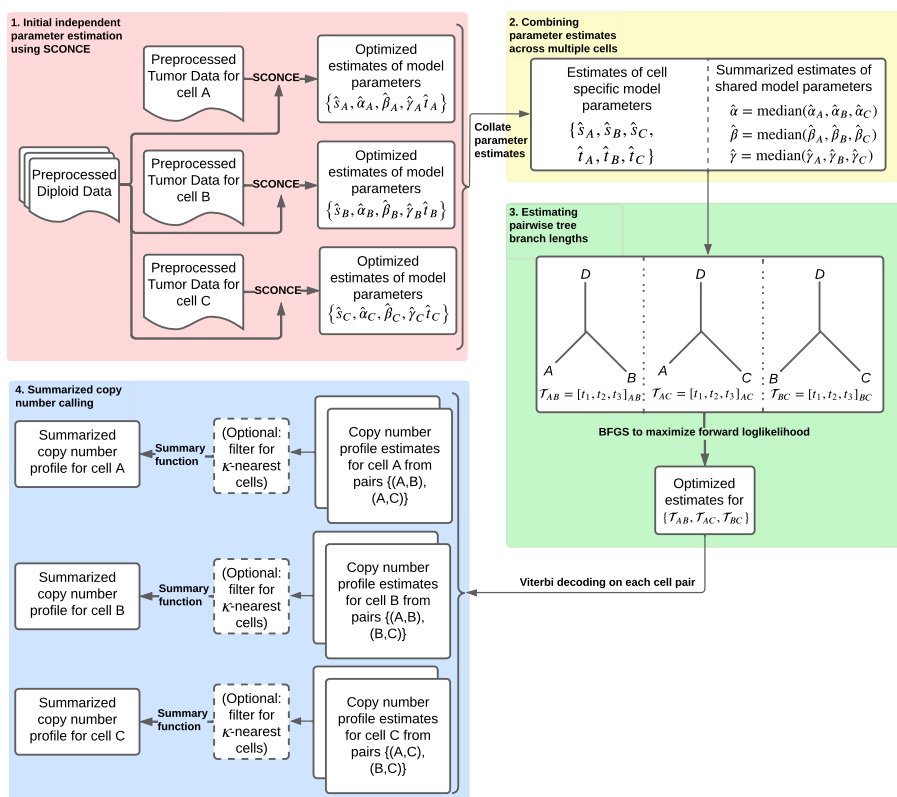 1. Initial independent
parameter estimation
using SCONCE
Preprocessed
Diploid Data
Preprocessed
Tumor Data for
cell A
SCONCE
Optimized
estimates of model
parameters
{ŝ_A, α̂_A, β̂_A, γ̂_A t̂_A}
Preprocessed
Tumor Data for
cell B
SCONCE
Optimized
estimates of model
parameters
{ŝ_B, α̂_B, β̂_B, γ̂_B t̂_B}
Preprocessed
Tumor Data for
cell C
SCONCE
Optimized
estimates of model
parameters
{ŝ_C, α̂_C, β̂_C, γ̂_C t̂_C}
Collate
parameter
estimates
2. Combining
parameter estimates
across multiple cells
Estimates of cell
specific model
parameters
{ŝ_A, ŝ_B, ŝ_C,
t̂_A, t̂_B, t̂_C}
Summarized estimates of
shared model parameters
α̂ = median(α̂_A, α̂_B, α̂_C)
β̂ = median(β̂_A, β̂_B, β̂_C)
γ̂ = median(γ̂_A, γ̂_B, γ̂_C)
3. Estimating
pairwise tree
branch lengths
D
A
B
𝒯_AB = [t₁, t₂, t₃]_AB
D
A
C
𝒯_AC = [t₁, t₂, t₃]_AC
D
B
C
𝒯_BC = [t₁, t₂, t₃]_BC
BFGS to maximize forward loglikelihood
Optimized
estimates for
{𝒯_AB, 𝒯_AC, 𝒯_BC}
Viterbi decoding on each cell pair
4. Summarized copy
number calling
Copy number
profile estimates
for cell A from
pairs {(A,B),
(A,C)}
(Optional:
filter for
κ-nearest
cells)
Summary
function
Summarized
copy number
profile for cell A
Copy number
profile estimates
for cell B from
pairs {(A,B),
(B,C)}
(Optional:
filter for
κ-nearest
cells)
Summary
function
Summarized
copy number
profile for cell B
Copy number
profile estimates
for cell C from
pairs {(A,C),
(B,C)}
(Optional:
filter for
κ-nearest
cells)
Summary
function
Summarized
copy number
profile for cell C